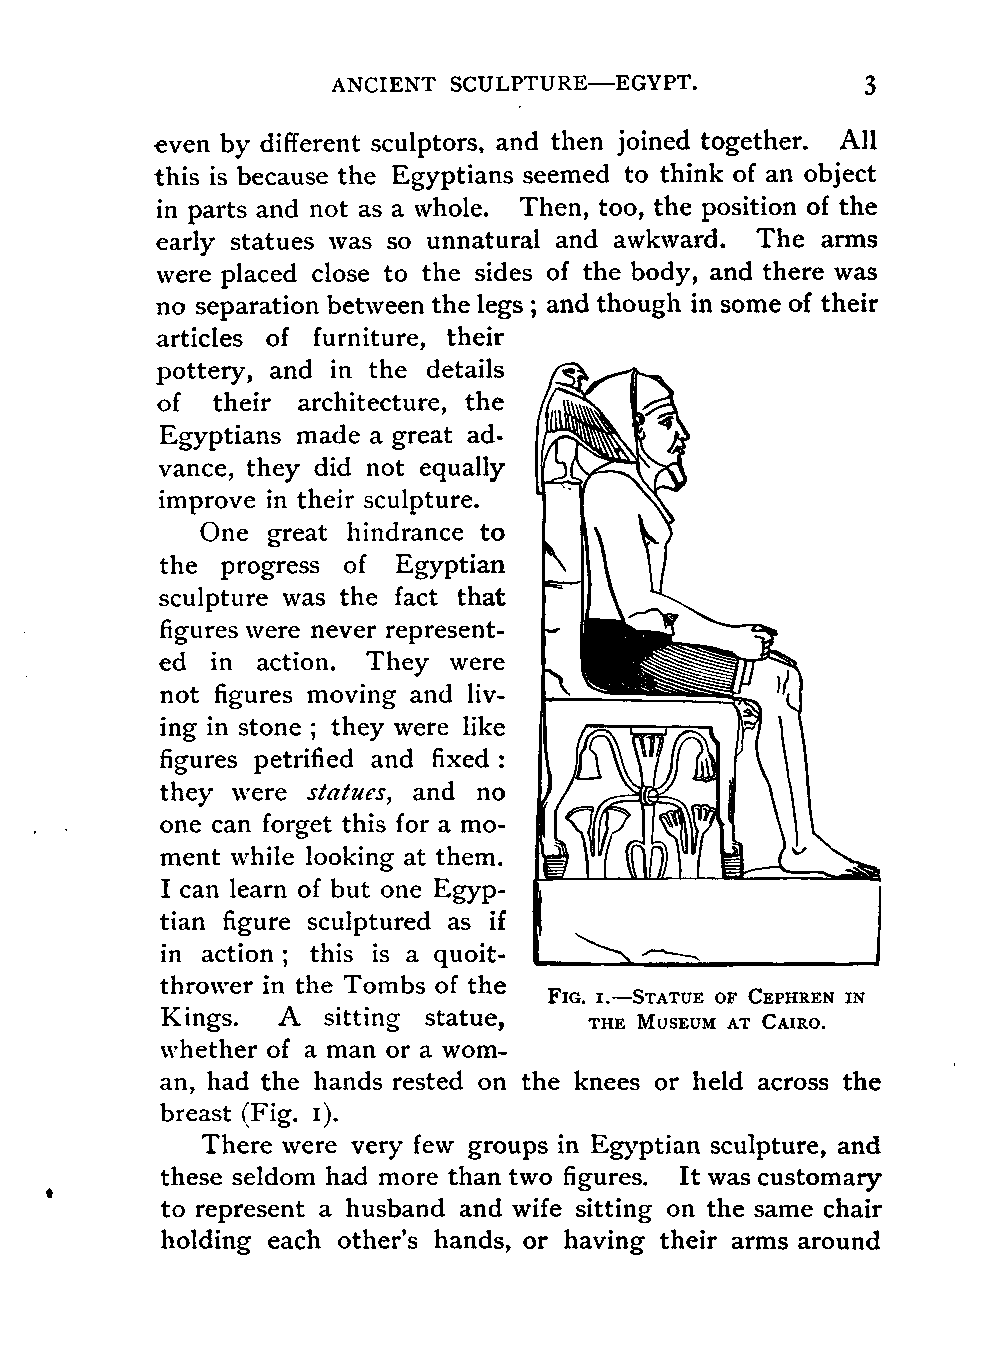 ANCIENT SCULPTURE—EGYPT. 3
even by different sculptors, and then joined together. All
this is because the Egyptians seemed to think of an object
in parts and not as a whole. Then, too, the position of the
early statues was so unnatural and awkward. The arms
were placed close to the sides of the body, and there was
no separation between the legs ; and though in some of their
articles of furniture, their
pottery, and in the details
of their architecture, the
Egyptians made a great ad-
vance, they did not equally
improve in their sculpture.
One great hindrance to
the progress of Egyptian
sculpture was the fact that
figures were never represent-
ed in action. They were
not figures moving and liv-
ing in stone ; they were like
figures petrified and fixed :
they were statues, and no
one can forget this for a mo-
ment while looking at them.
I can learn of but one Egyp-
tian figure sculptured as if
in action ; this is a quoit-
thrower in the Tombs of the
Kings. A sitting statue,
whether of a man or a wom-
an, had the hands rested on the knees or held across the
breast (Fig. 1).
FIG. 1.—STATUE OF CEPHREN IN
THE MUSEUM AT CAIRO.
There were very few groups in Egyptian sculpture, and
these seldom had more than two figures. It was customary
to represent a husband and wife sitting on the same chair
holding each other's hands, or having their arms around